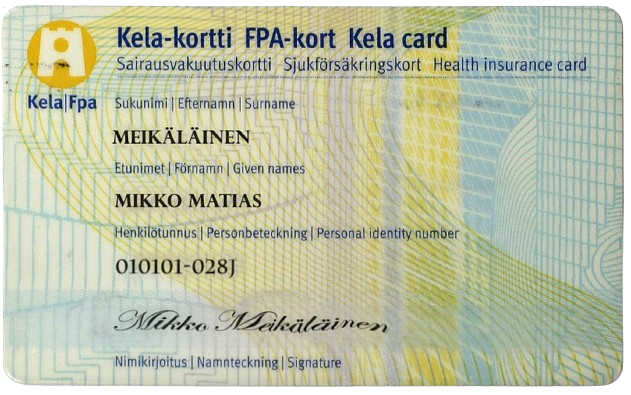 Kela-kortti FPA-kort Kela card
Sairausvakuutuskortti Sjukförsäkringskort Health insurance card
Kela|Fpa
Sukunimi | Efternamn | Surname
MEIKÄLÄINEN
Etunimet | Förnamn | Given names
MIKKO MATIAS
Henkilötunnus | Personbeteckning | Personal identity number
010101-028J
Mikko Meikäläinen
Nimikirjoitus | Namnteckning | Signature